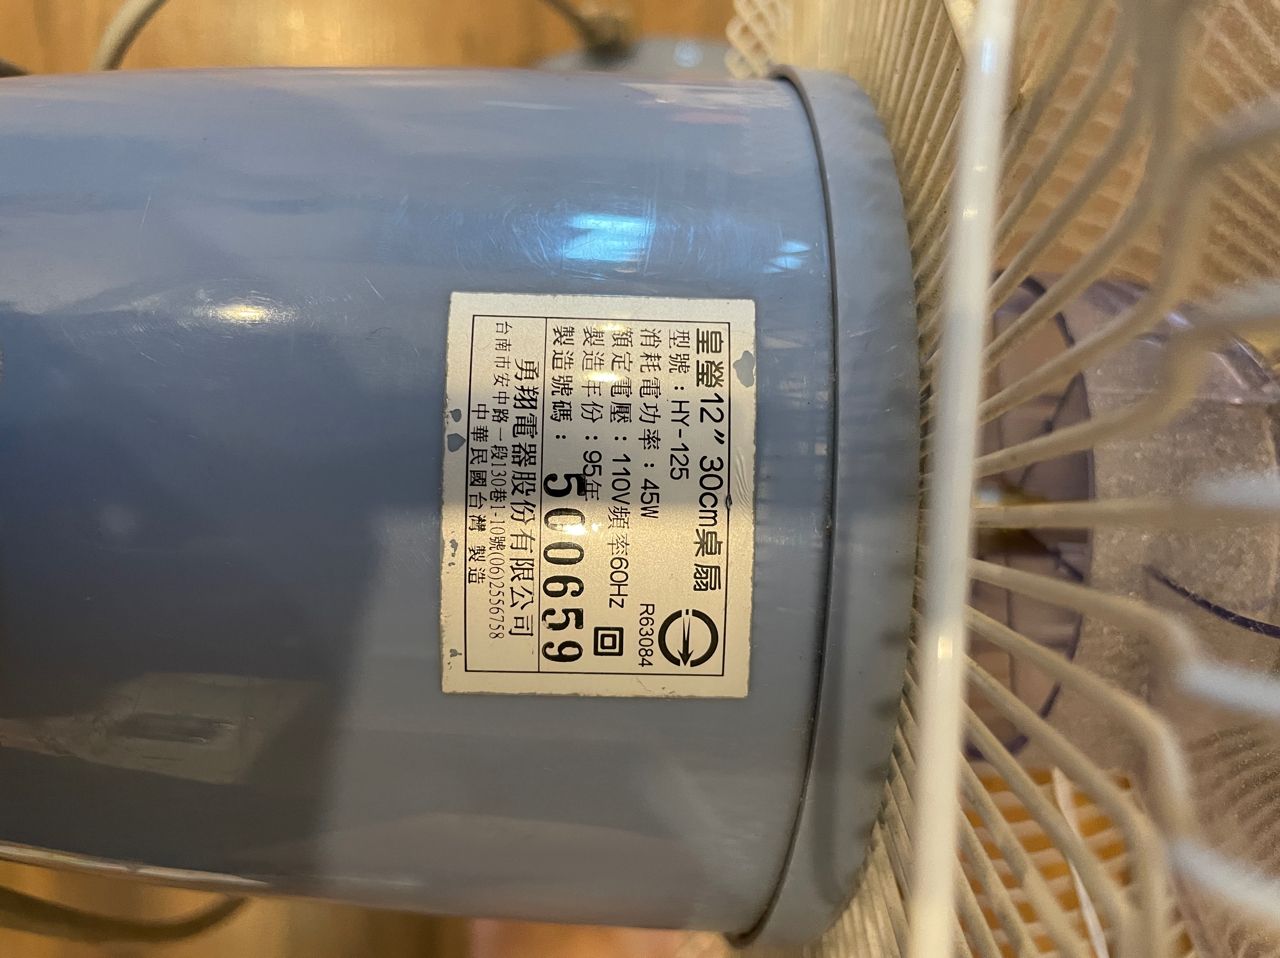 皇瑩12〃30cm桌扇
型號：HY-125
R63084
消耗電功率：45W
額定電壓：110V頻率60Hz
製造年份：95年
製造號碼：500659
勇翔電器股份有限公司
台南市安中路一段130巷1-10號(06)2556758
中華民國台灣 製造